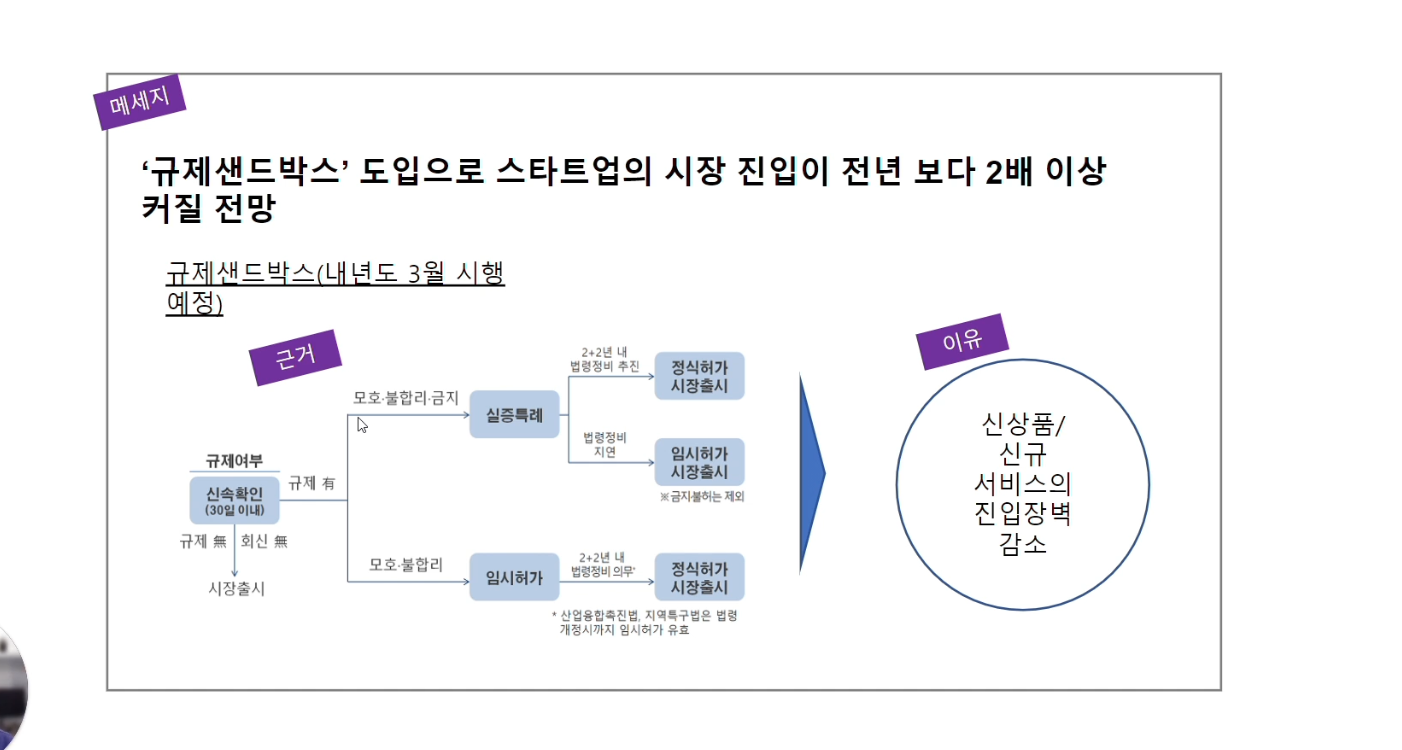 메세지
‘규제샌드박스’ 도입으로 스타트업의 시장 진입이 전년 보다 2배 이상
커질 전망
규제샌드박스(내년도 3월 시행
예정)
근거
규제여부
신속확인
(30일 이내)
규제 無
회신 無
시장출시
규제 有
모호·불합리·금지
실증특례
2+2년 내
법령정비 추진
정식허가
시장출시
법령정비
지연
임시허가
시장출시
※금지불허는 제외
모호·불합리
임시허가
2+2년 내
법령정비 의무*
정식허가
시장출시
* 산업융합촉진법, 지역특구법은 법령
개정시까지 임시허가 유효
이유
신상품/
신규
서비스의
진입장벽
감소